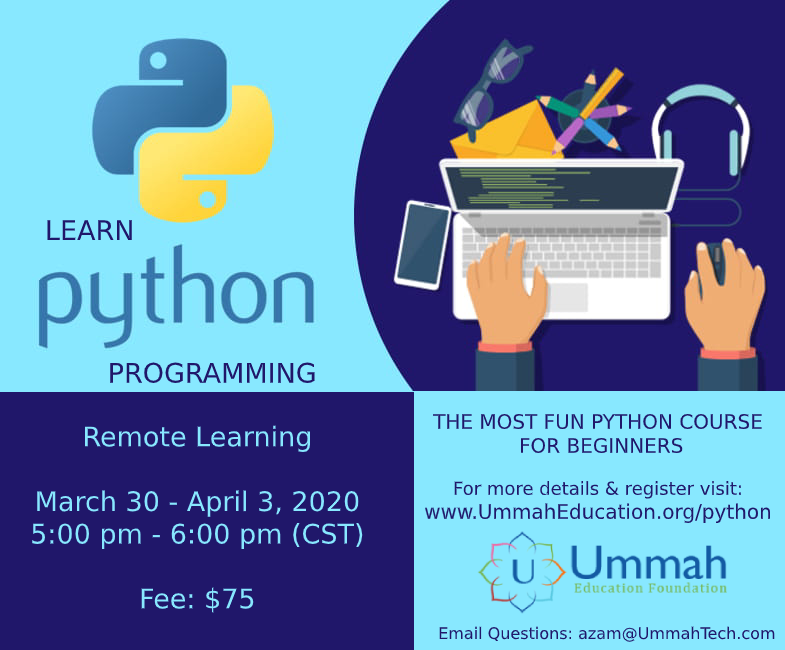 LEARN
python
PROGRAMMING
Remote Learning
March 30 - April 3, 2020
5:00 pm - 6:00 pm (CST)
Fee: $75
THE MOST FUN PYTHON COURSE
FOR BEGINNERS
For more details & register visit:
www.UmmahEducation.org/python
U
Ummah
Education Foundation
Email Questions: azam@UmmahTech.com